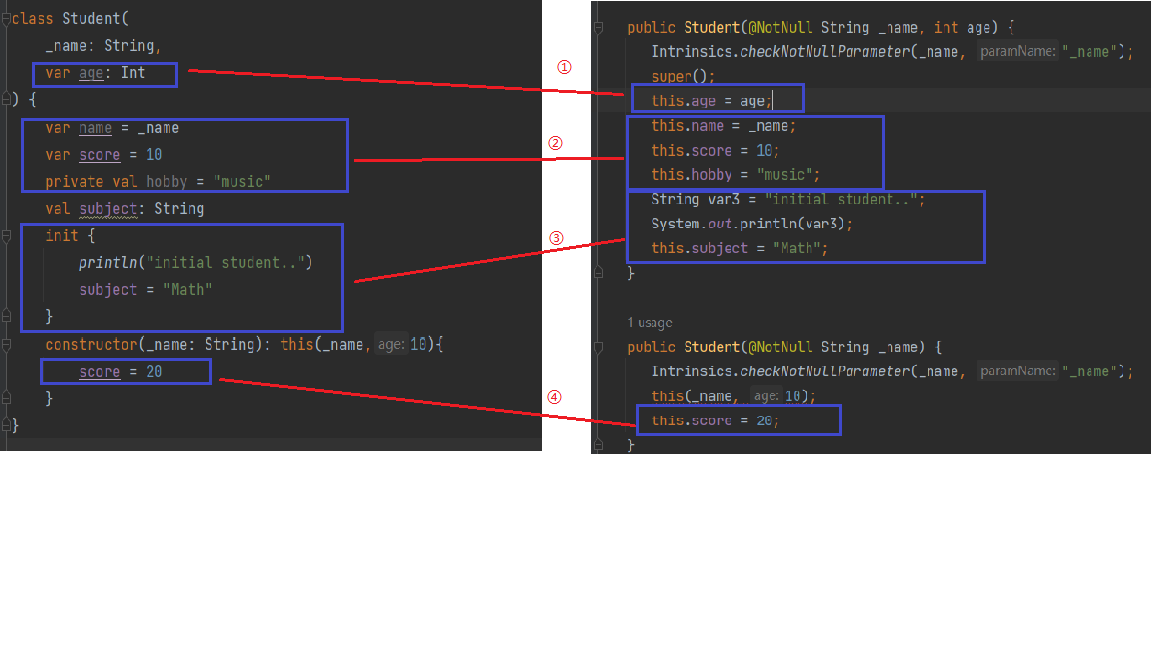 class Student(
_name: String,
var age: Int
) {
var name = _name
var score = 10
private val hobby = "music"
val subject: String
init {
println("initial student..")
subject = "Math"
}
constructor(_name: String): this(_name, age: 10){
score = 20
}
}
①
②
③
④
public Student(@NotNull String _name, int age) {
Intrinsics.checkNotNullParameter(_name, paramName: "_name");
super();
this.age = age;
this.name = _name;
this.score = 10;
this.hobby = "music";
String var3 = "initial student..";
System.out.println(var3);
this.subject = "Math";
}
1 usage
public Student(@NotNull String _name) {
Intrinsics.checkNotNullParameter(_name, paramName: "_name");
this(_name, age: 10);
this.score = 20;
}